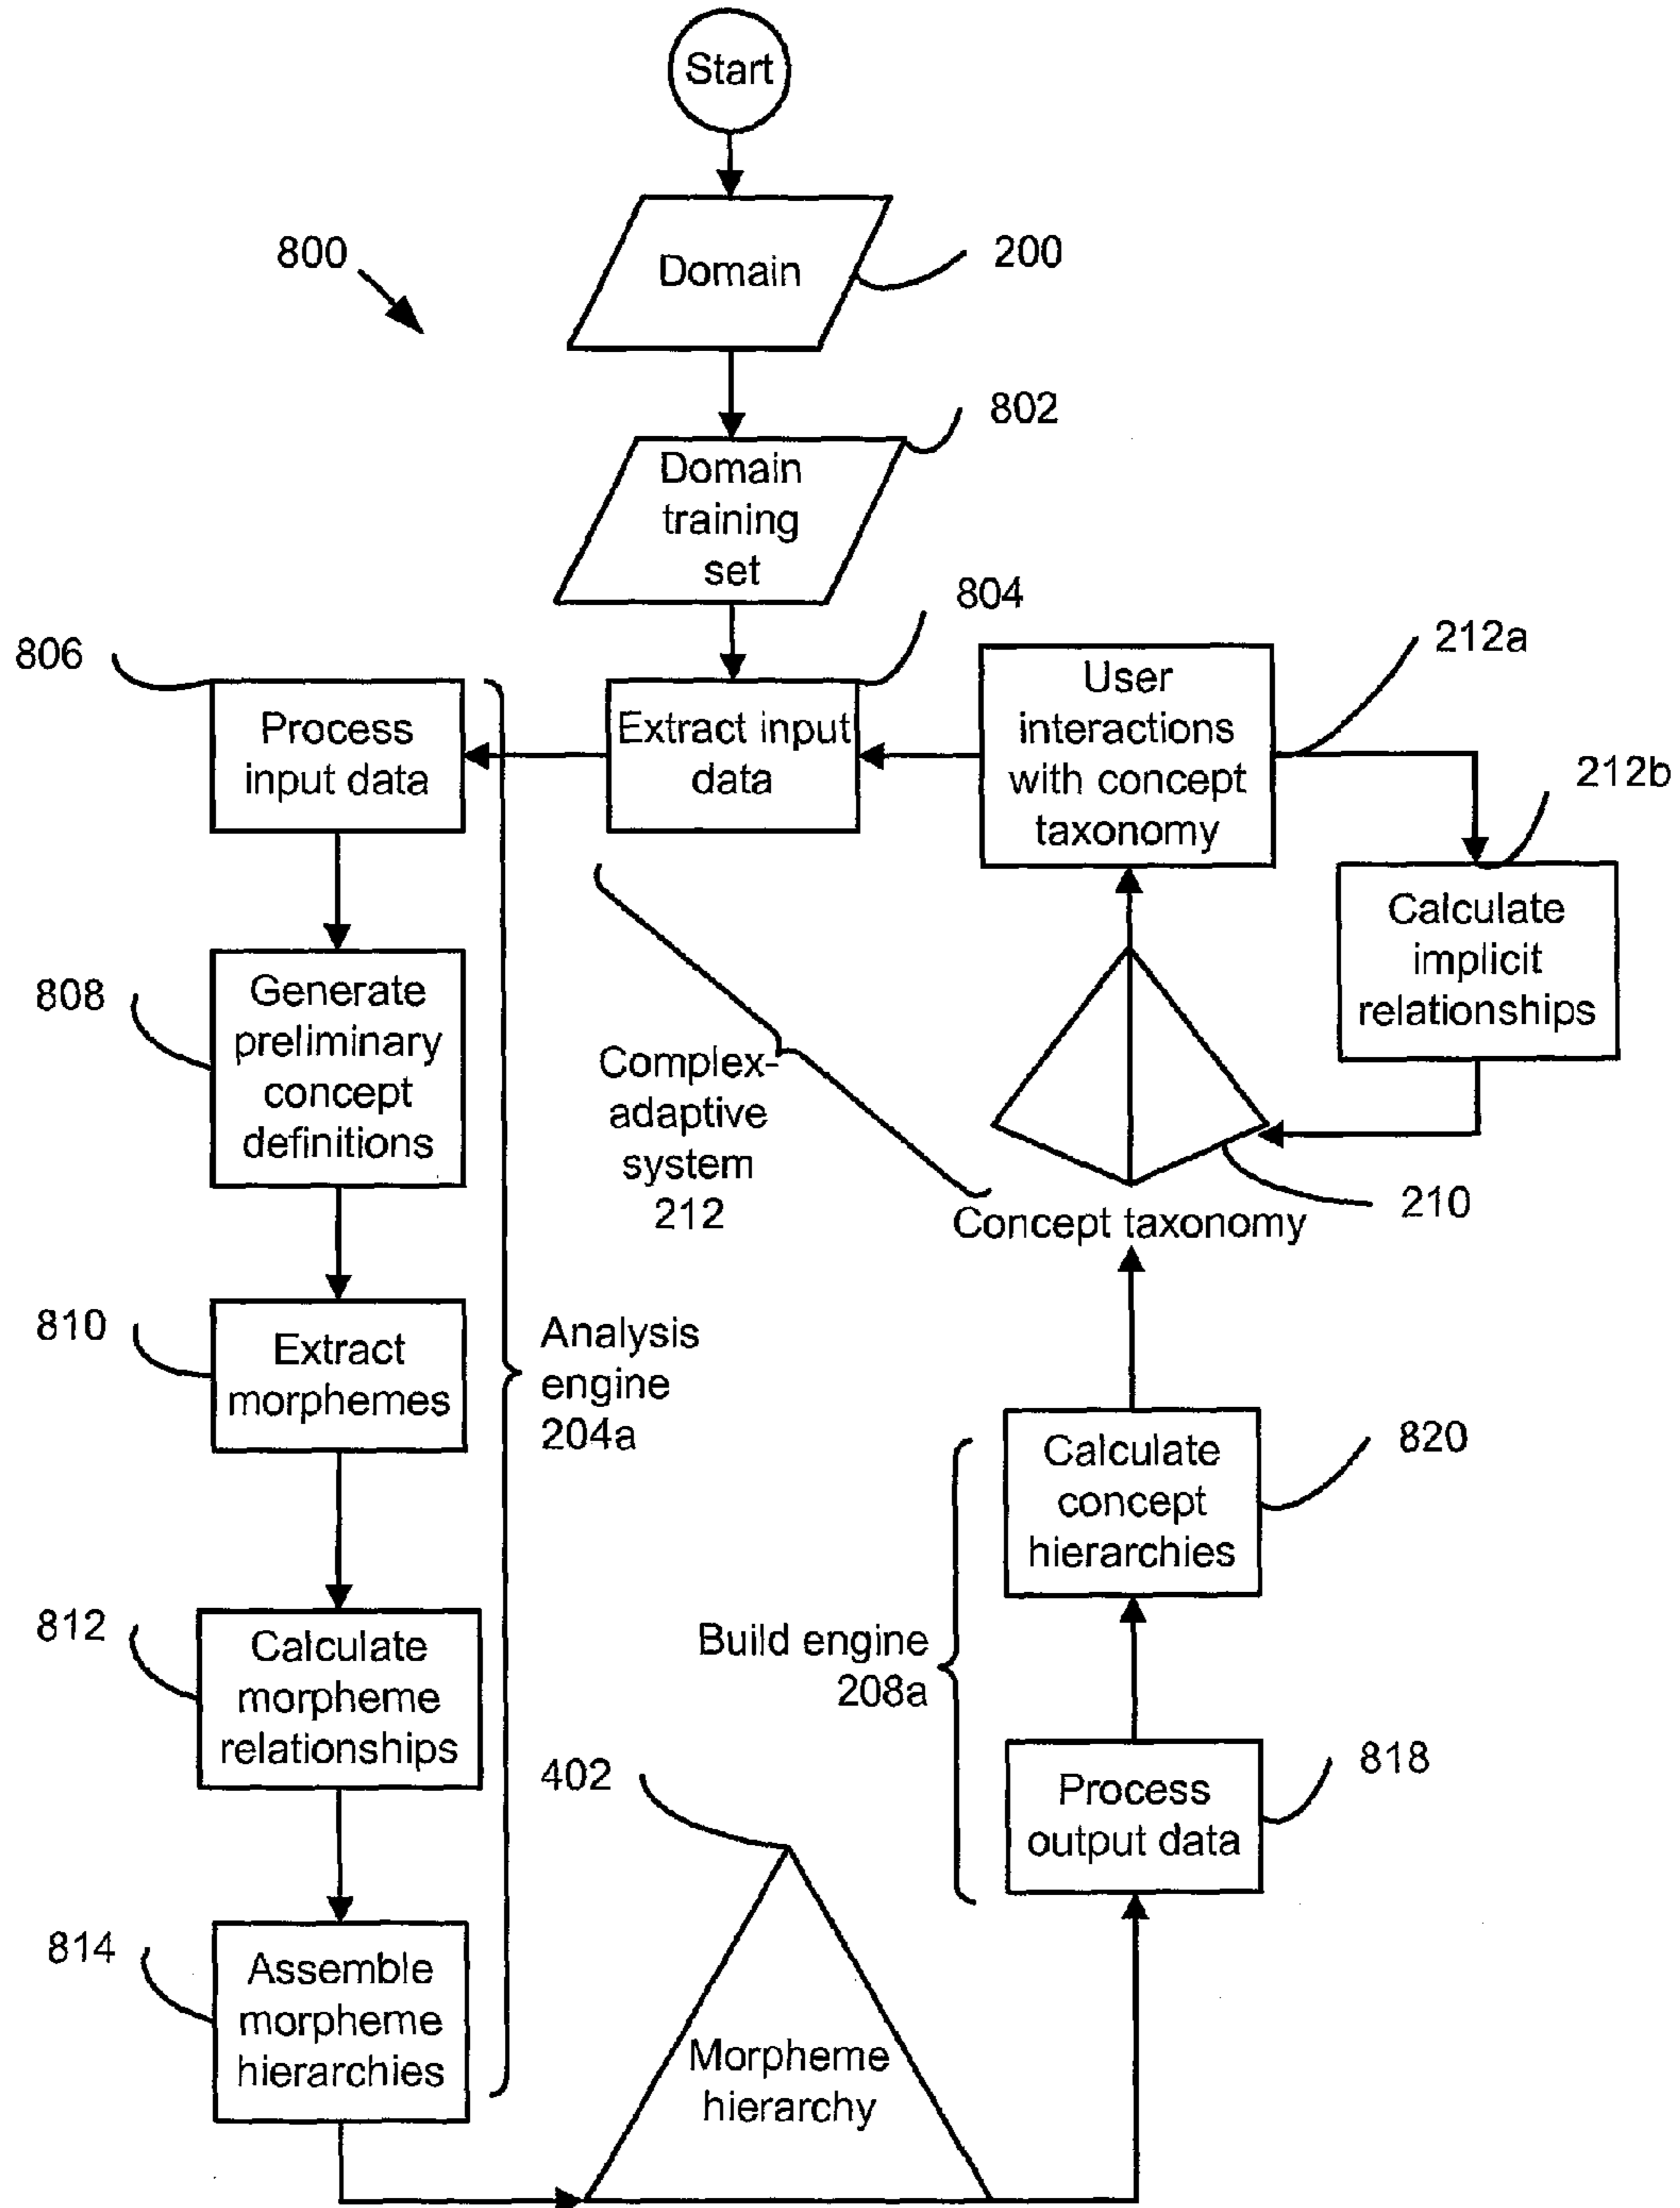 Start
800
Domain
200
802
Domain
training
set
804
806
Process
input data
Extract input
data
User
interactions
with concept
taxonomy
212a
212b
Calculate
implicit
relationships
808
Generate
preliminary
concept
definitions
Complex-
adaptive
system
212
210
Concept taxonomy
810
Extract
morphemes
Analysis
engine
204a
Calculate
concept
hierarchies
820
812
Calculate
morpheme
relationships
Build engine
208a
402
Process
output data
818
814
Assemble
morpheme
hierarchies
Morpheme
hierarchy